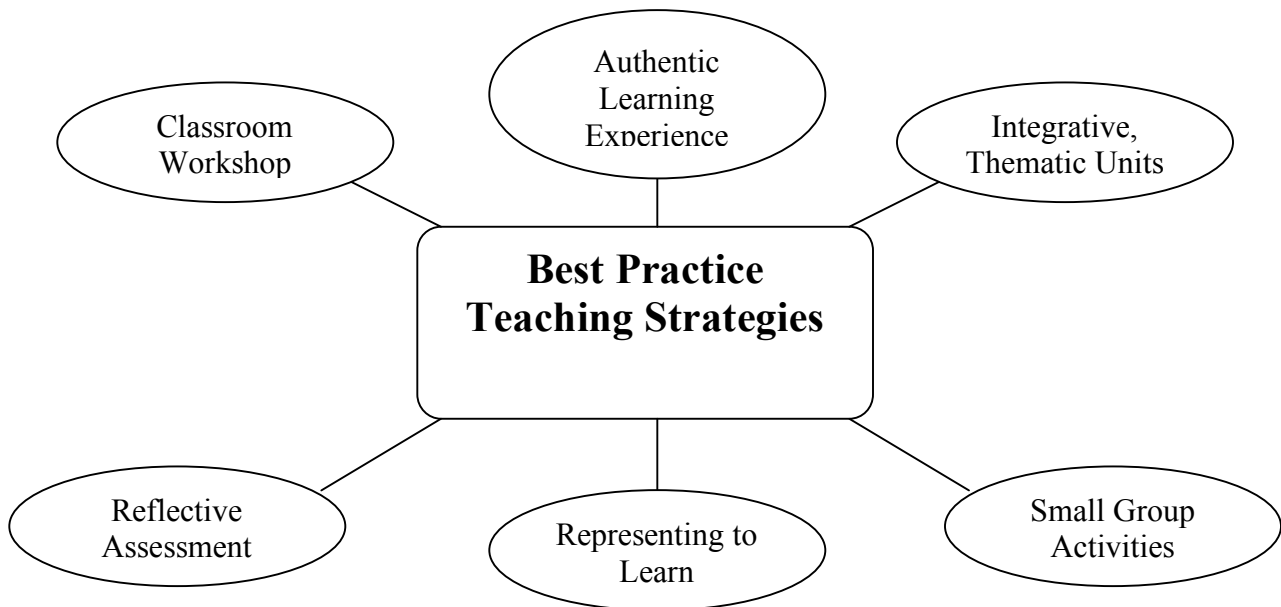 Authentic
Learning
Experience
Classroom
Workshop
Integrative,
Thematic Units
Best Practice
Teaching Strategies
Reflective
Assessment
Representing to
Learn
Small Group
Activities